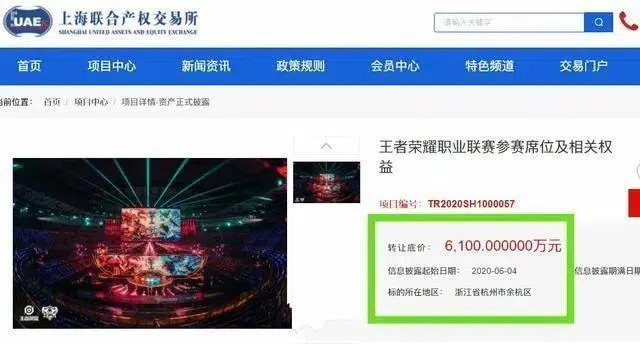 UAE
上海联合产权交易所
SHANGHAI UNITED ASSETS AND EQUITY EXCHANGE
请输入关键字
首页 项目中心 新闻资讯 政策规则 会员中心 特色频道 交易门户
当前位置: 首页 / 项目中心 / 项目详情-资产正式披露
王者荣耀职业联赛参赛席位及相关权
益
项目编号: TR2020SH1000057
转让底价: 6,100.000000万元
信息披露起始日期: 2020-06-04 信息披露期满日期
标的所在地区: 浙江省杭州市余杭区